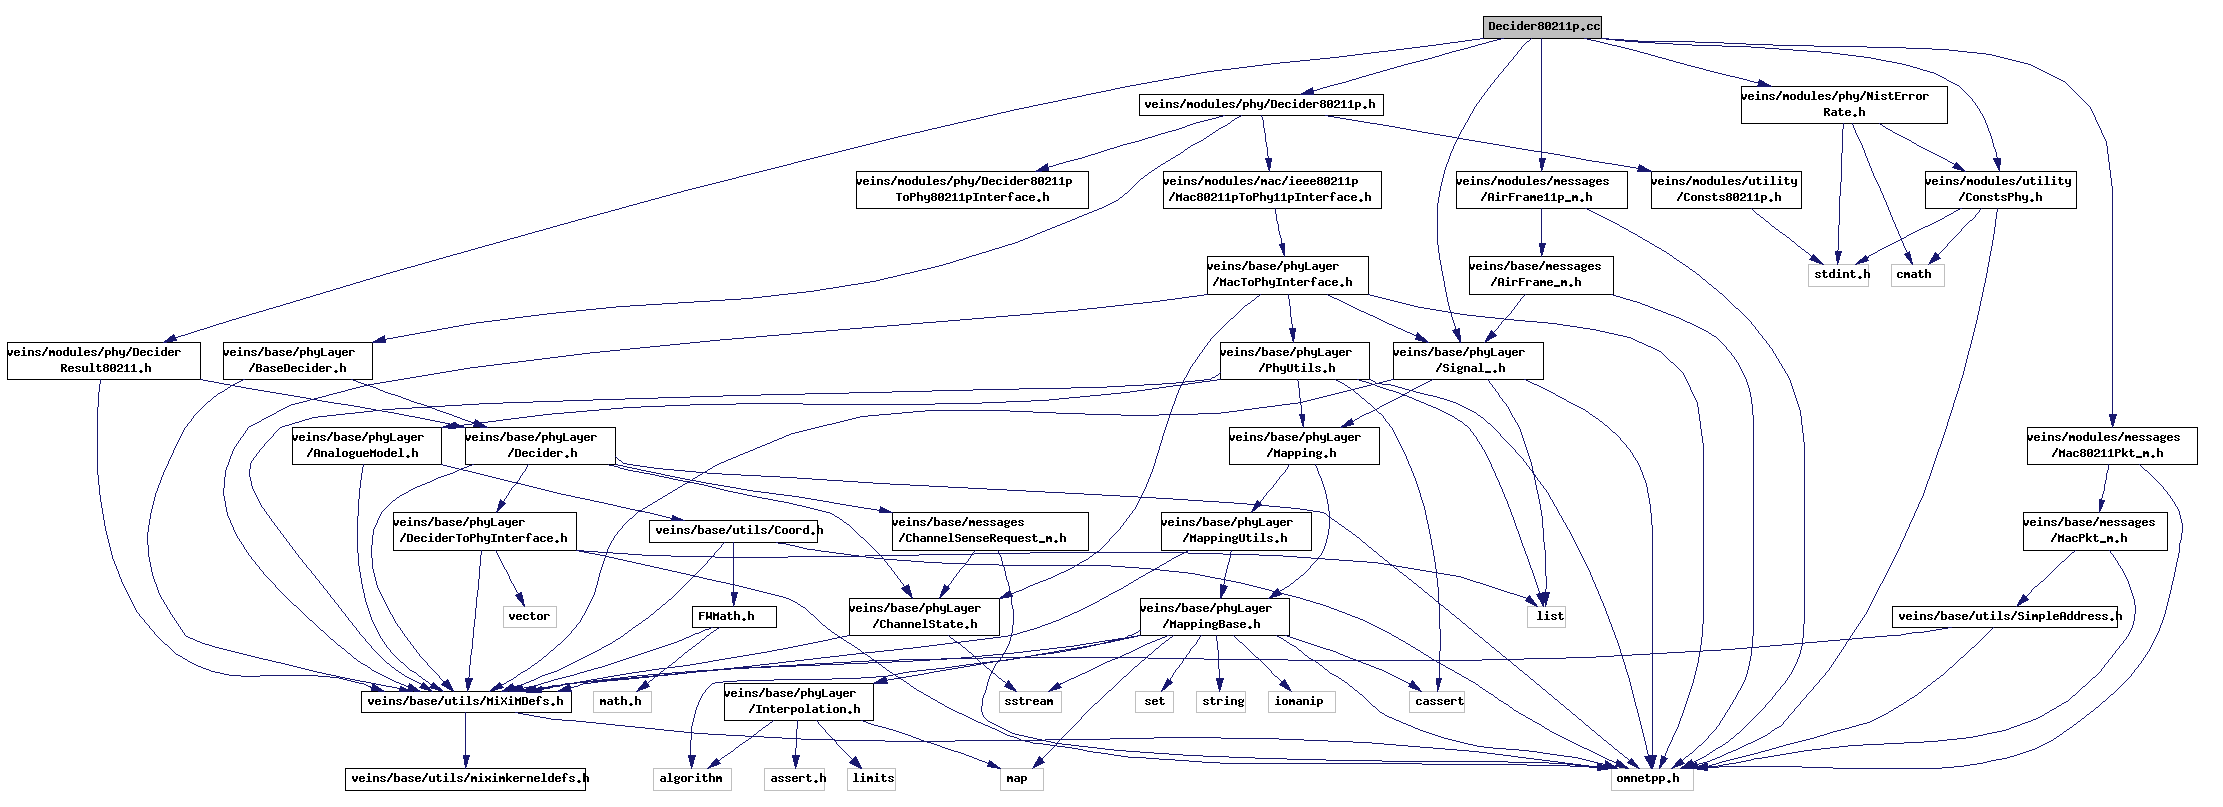 Decider80211p.cc
veins/modules/phy/Decider80211p.h
veins/modules/phy/NistError
Rate.h
veins/modules/phy/Decider80211p
ToPhy80211pInterface.h
veins/modules/mac/ieee80211p
/Mac80211pToPhy11pInterface.h
veins/modules/messages
/AirFrame11p_m.h
veins/modules/utility
/Consts80211p.h
veins/modules/utility
/ConstsPhy.h
veins/base/phyLayer
/MacToPhyInterface.h
veins/base/messages
/AirFrame_m.h
stdint.h
cmath
veins/modules/phy/Decider
Result80211.h
veins/base/phyLayer
/BaseDecider.h
veins/base/phyLayer
/PhyUtils.h
veins/base/phyLayer
/Signal_.h
veins/base/phyLayer
/AnalogueModel.h
veins/base/phyLayer
/Decider.h
veins/base/phyLayer
/Mapping.h
veins/modules/messages
/Mac80211Pkt_m.h
veins/base/phyLayer
/DeciderToPhyInterface.h
veins/base/utils/Coord.h
veins/base/messages
/ChannelSenseRequest_m.h
veins/base/phyLayer
/MappingUtils.h
veins/base/messages
/MacPkt_m.h
vector
FWMath.h
veins/base/phyLayer
/ChannelState.h
veins/base/phyLayer
/MappingBase.h
list
veins/base/utils/SimpleAddress.h
veins/base/utils/MiXiMDefs.h
math.h
veins/base/phyLayer
/Interpolation.h
sstream
set
string
iomanip
cassert
veins/base/utils/miximkerneldefs.h
algorithm
assert.h
limits
map
omnetpp.h